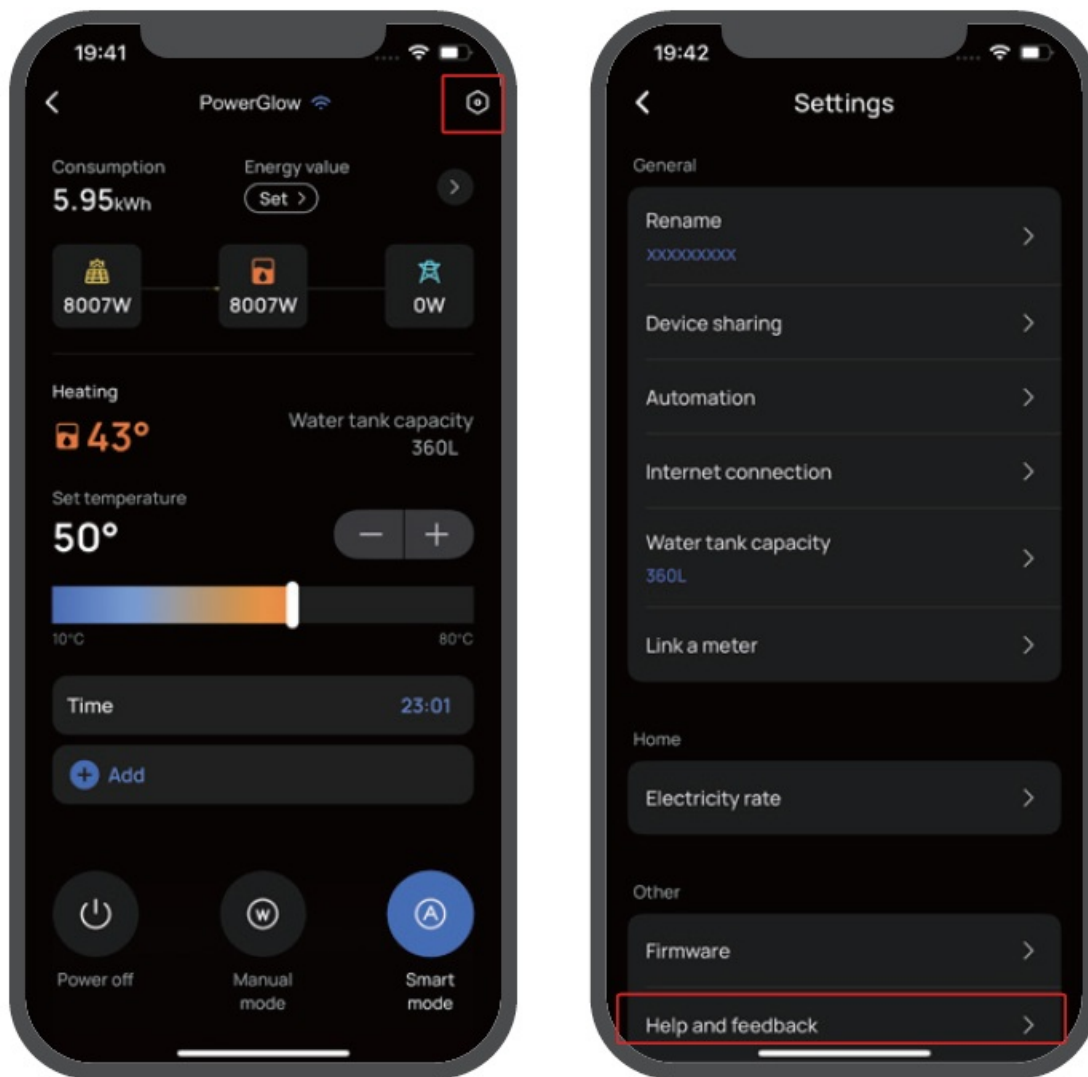 19:41
PowerGlow
Consumption
Energy value
5.95kWh
Set >
8007W
8007W
0W
Heating
43°
Water tank capacity
360L
Set temperature
50°
10°C
80°C
Time
23:01
Add
W
A
Power off
Manual
mode
Smart
mode
19:42
Settings
General
Rename
xxxxxxxxx
Device sharing
Automation
Internet connection
Water tank capacity
360L
Link a meter
Home
Electricity rate
Other
Firmware
Help and feedback